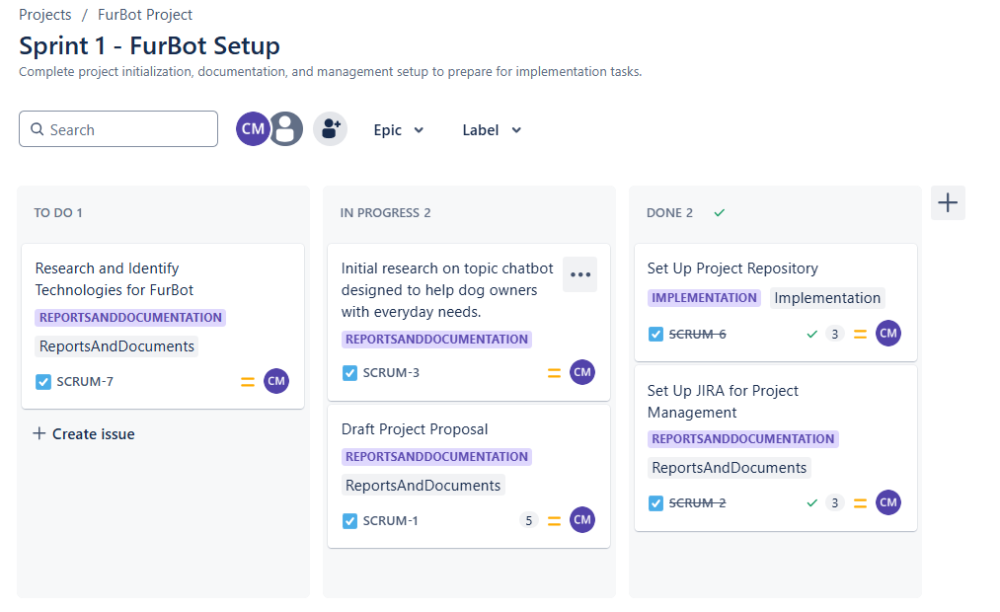 Projects / FurBot Project
Sprint 1 - FurBot Setup
Complete project initialization, documentation, and management setup to prepare for implementation tasks.
Search
CM
Epic
Label
TO DO 1
Research and Identify
Technologies for FurBot
REPORTSANDDOCUMENTATION
ReportsAndDocuments
SCRUM-7
CM
+ Create issue
IN PROGRESS 2
Initial research on topic chatbot
designed to help dog owners
with everyday needs.
REPORTSANDDOCUMENTATION
SCRUM-3
CM
Draft Project Proposal
REPORTSANDDOCUMENTATION
ReportsAndDocuments
SCRUM-1 5 CM
DONE 2
Set Up Project Repository
IMPLEMENTATION Implementation
SCRUM-6 3 CM
Set Up JIRA for Project
Management
REPORTSANDDOCUMENTATION
ReportsAndDocuments
SCRUM-2 3 CM